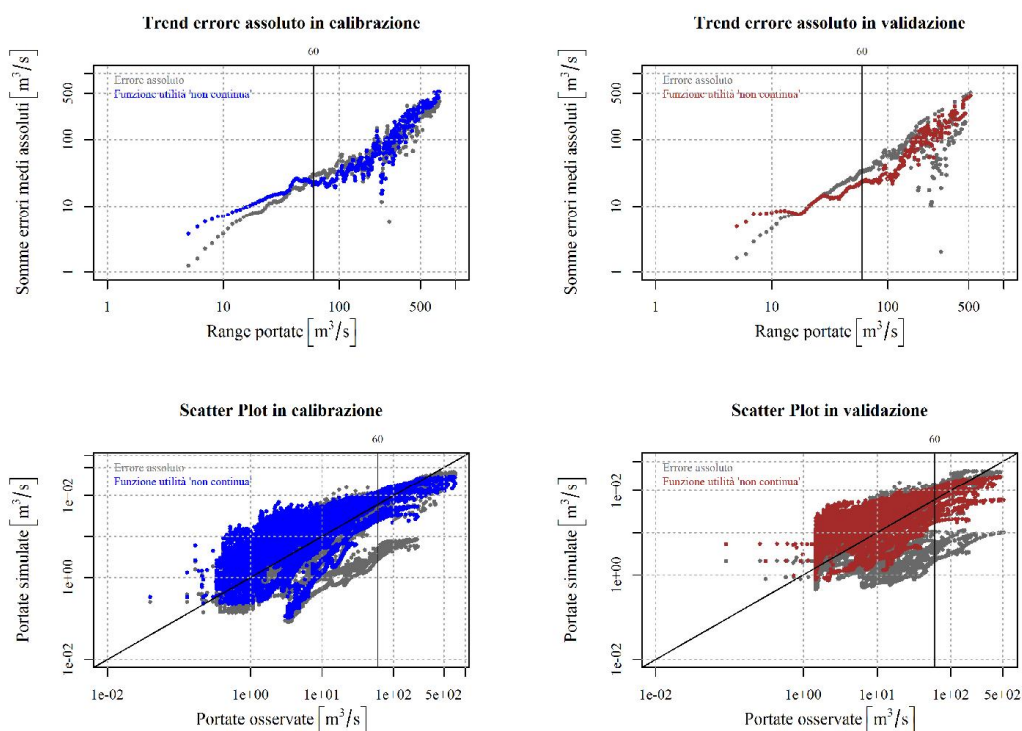 Trend errore assoluto in calibrazione
60
Somme errori medi assoluti [m³/s]
Errore assoluto
Funzione utilità 'non continua'
500
100
10
1
1
10
100
500
Range portate [m³/s]
Trend errore assoluto in validazione
60
Somme errori medi assoluti [m³/s]
Errore assoluto
Funzione utilità 'non continua'
500
100
10
1
1
10
100
500
Range portate [m³/s]
Scatter Plot in calibrazione
60
Portate simulate [m³/s]
Errore assoluto
Funzione utilità 'non continua'
1e+02
1e+00
1e-02
1e-02
1e+00
1e+01
1e+02
5e+02
Portate osservate [m³/s]
Scatter Plot in validazione
60
Portate simulate [m³/s]
Errore assoluto
Funzione utilità 'non continua'
1e+02
1e+00
1e-02
1e-02
1e+00
1e+01
1e+02
5e+02
Portate osservate [m³/s]